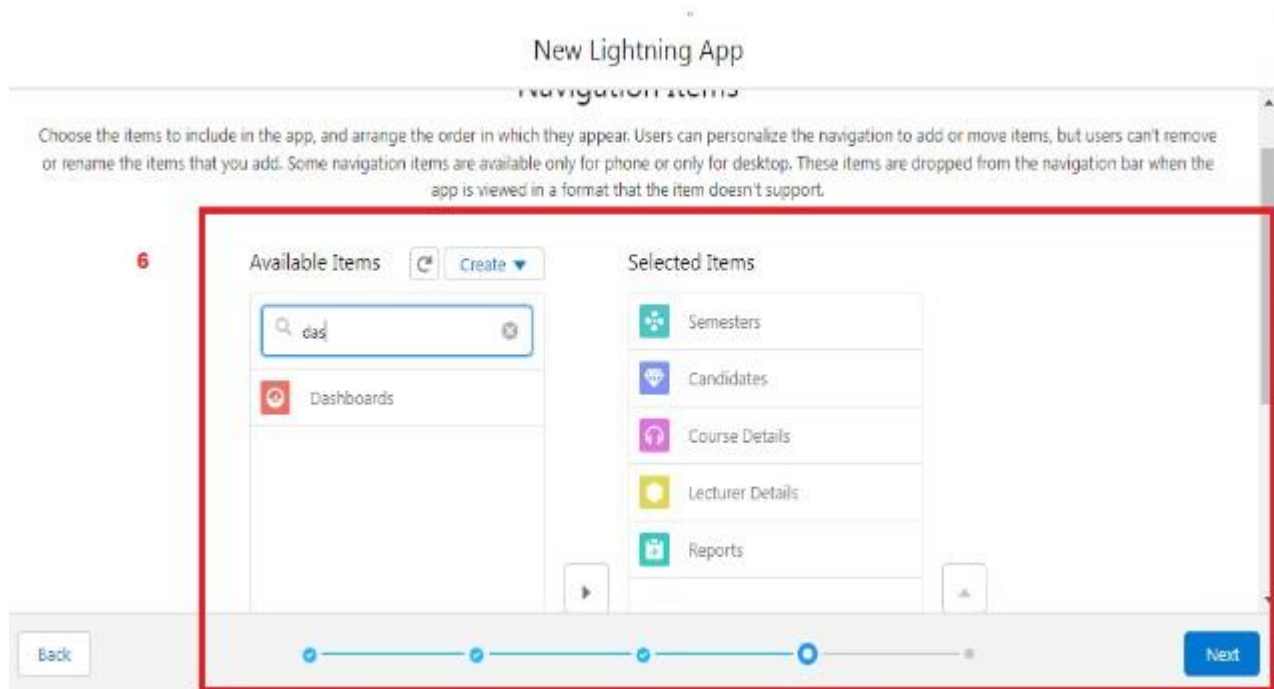 New Lightning App
Navigation Items
Choose the items to include in the app, and arrange the order in which they appear. Users can personalize the navigation to add or move items, but users can't remove
or rename the items that you add. Some navigation items are available only for phone or only for desktop. These items are dropped from the navigation bar when the
app is viewed in a format that the item doesn't support.
6
Available Items Create Selected Items
das
Dashboards
Semesters
Candidates
Course Details
Lecturer Details
Reports
Back
Next